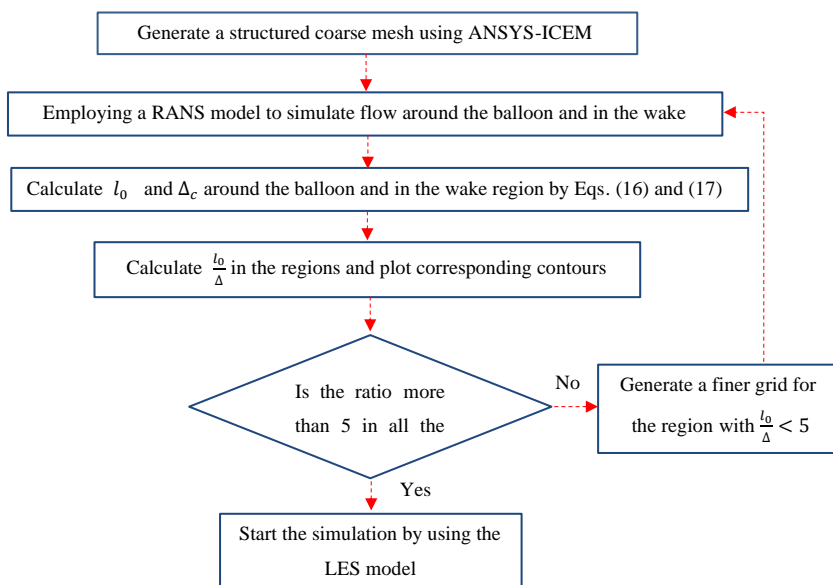 Generate a structured coarse mesh using ANSYS-ICEM
Employing a RANS model to simulate flow around the balloon and in the wake
Calculate l₀ and Δ_c around the balloon and in the wake region by Eqs. (16) and (17)
Calculate l₀/Δ in the regions and plot corresponding contours
Is the ratio more
than 5 in all the
No
Generate a finer grid for
the region with l₀/Δ < 5
Yes
Start the simulation by using the
LES model